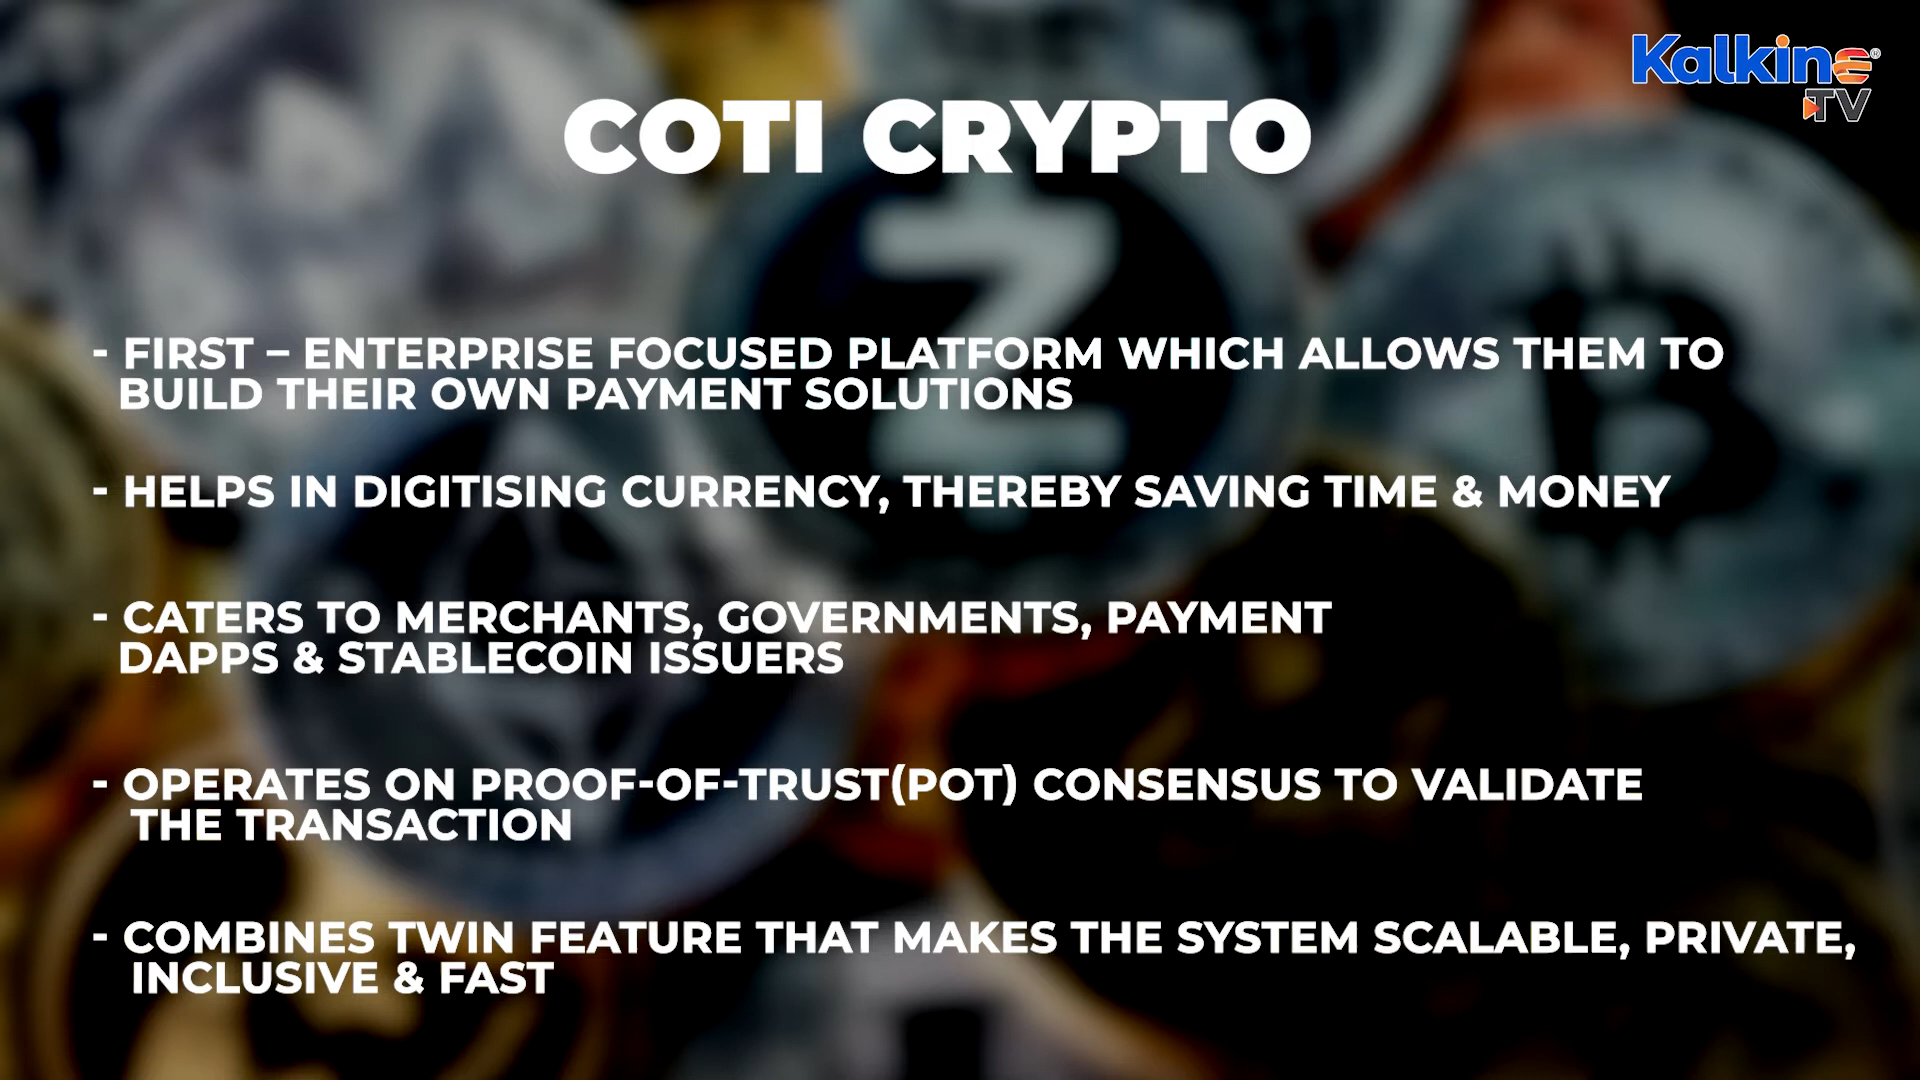 Kalkine
TV
COTI CRYPTO
- FIRST – ENTERPRISE FOCUSED PLATFORM WHICH ALLOWS THEM TO
BUILD THEIR OWN PAYMENT SOLUTIONS
- HELPS IN DIGITISING CURRENCY, THEREBY SAVING TIME & MONEY
- CATERS TO MERCHANTS, GOVERNMENTS, PAYMENT
DAPPS & STABLECOIN ISSUERS
- OPERATES ON PROOF-OF-TRUST(POT) CONSENSUS TO VALIDATE
THE TRANSACTION
- COMBINES TWIN FEATURE THAT MAKES THE SYSTEM SCALABLE, PRIVATE,
INCLUSIVE & FAST